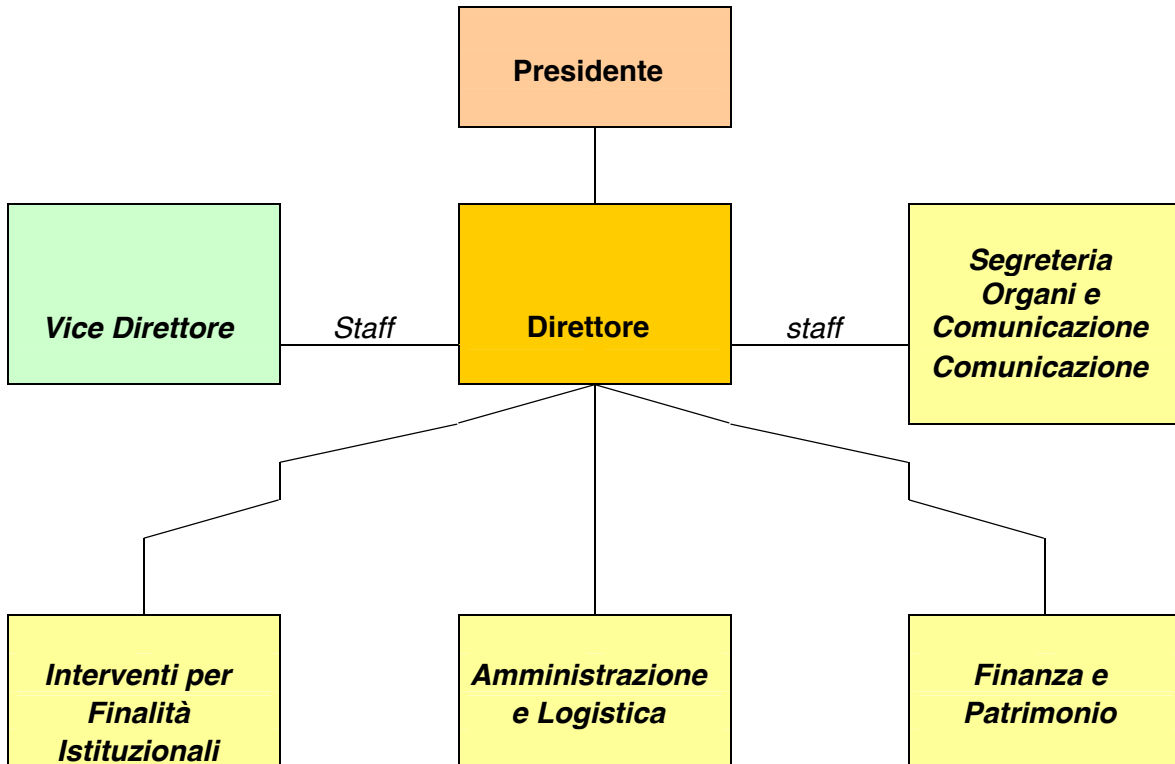 Presidente
Vice Direttore
Staff
Direttore
staff
Segreteria
Organi e
Comunicazione
Comunicazione
Interventi per
Finalità
Istituzionali
Amministrazione
e Logistica
Finanza e
Patrimonio